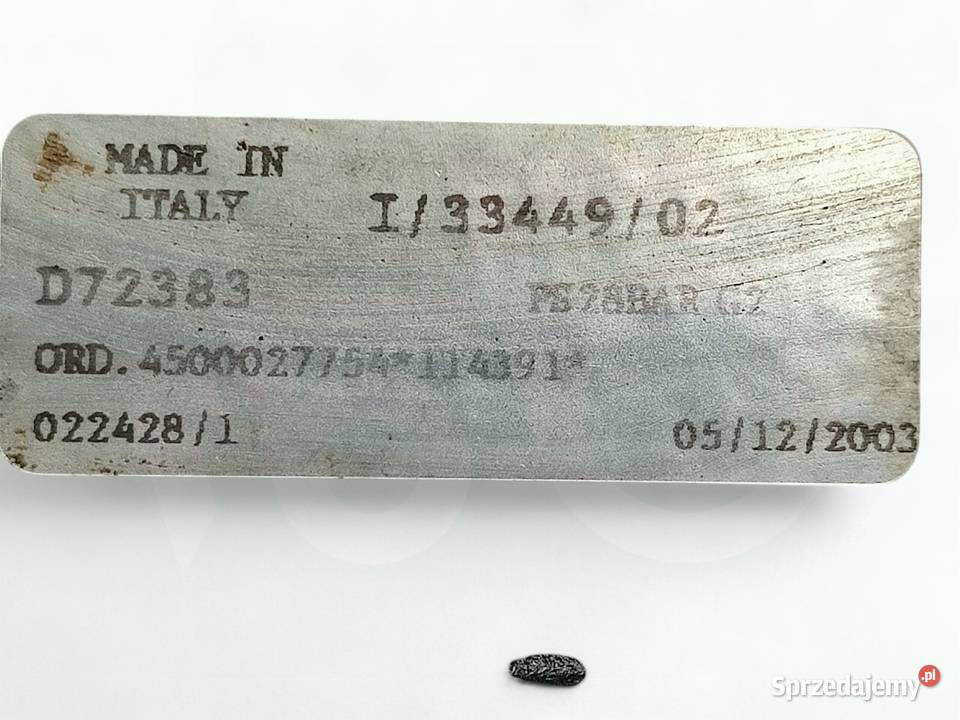 MADE IN
ITALY
I/33449/02
D72383
ORD.4500027754*114391*
022428/1
05/12/2003
Sprzedajemy.pl